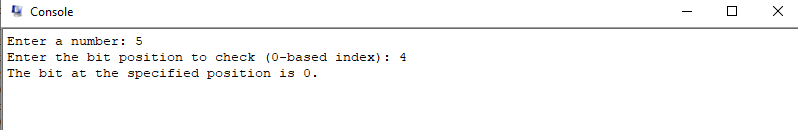 Console
Enter a number: 5
Enter the bit position to check (0-based index): 4
The bit at the specified position is 0.